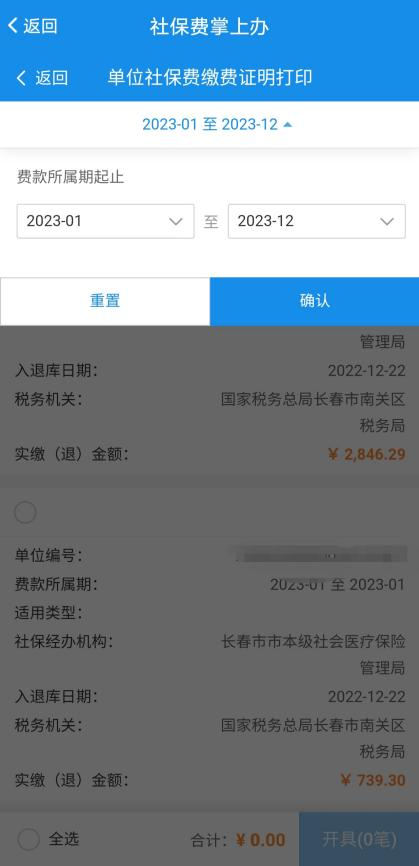 返回 社保费掌上办
返回 单位社保费缴费证明打印
2023-01 至 2023-12
费款所属期起止
2023-01 至 2023-12
重置 确认
管理局
入退库日期： 2022-12-22
税务机关： 国家税务总局长春市南关区
税务局
实缴（退）金额： ¥ 2,846.29
单位编号：
费款所属期： 2023-01 至 2023-01
适用类型：
社保经办机构： 长春市市本级社会医疗保险
管理局
入退库日期： 2022-12-22
税务机关： 国家税务总局长春市南关区
税务局
实缴（退）金额： ¥ 739.30
全选 合计：¥ 0.00 开具(0笔)